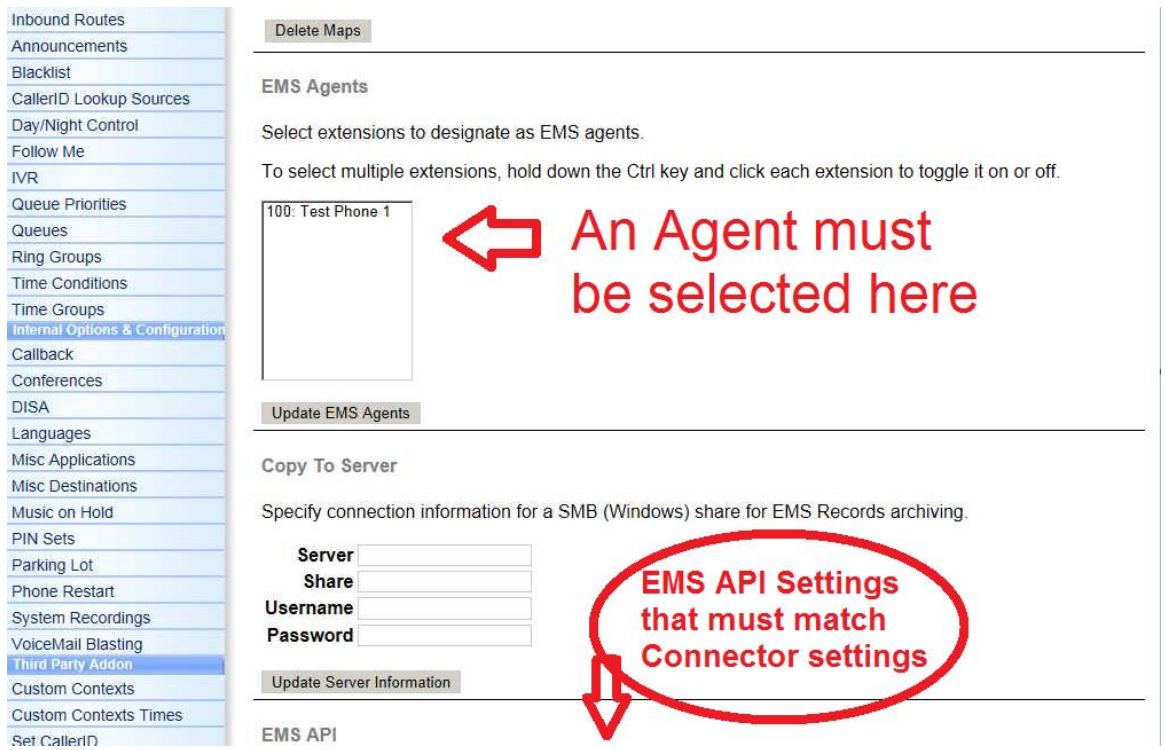 Inbound Routes
Announcements
Blacklist
CallerID Lookup Sources
Day/Night Control
Follow Me
IVR
Queue Priorities
Queues
Ring Groups
Time Conditions
Time Groups
Internal Options & Configuration
Callback
Conferences
DISA
Languages
Misc Applications
Misc Destinations
Music on Hold
PIN Sets
Parking Lot
Phone Restart
System Recordings
VoiceMail Blasting
Third Party Addon
Custom Contexts
Custom Contexts Times
Set CallerID
Delete Maps
EMS Agents
Select extensions to designate as EMS agents.
To select multiple extensions, hold down the Ctrl key and click each extension to toggle it on or off.
100: Test Phone 1
An Agent must
be selected here
Update EMS Agents
Copy To Server
Specify connection information for a SMB (Windows) share for EMS Records archiving.
Server
Share
Username
Password
EMS API Settings
that must match
Connector settings
Update Server Information
EMS API